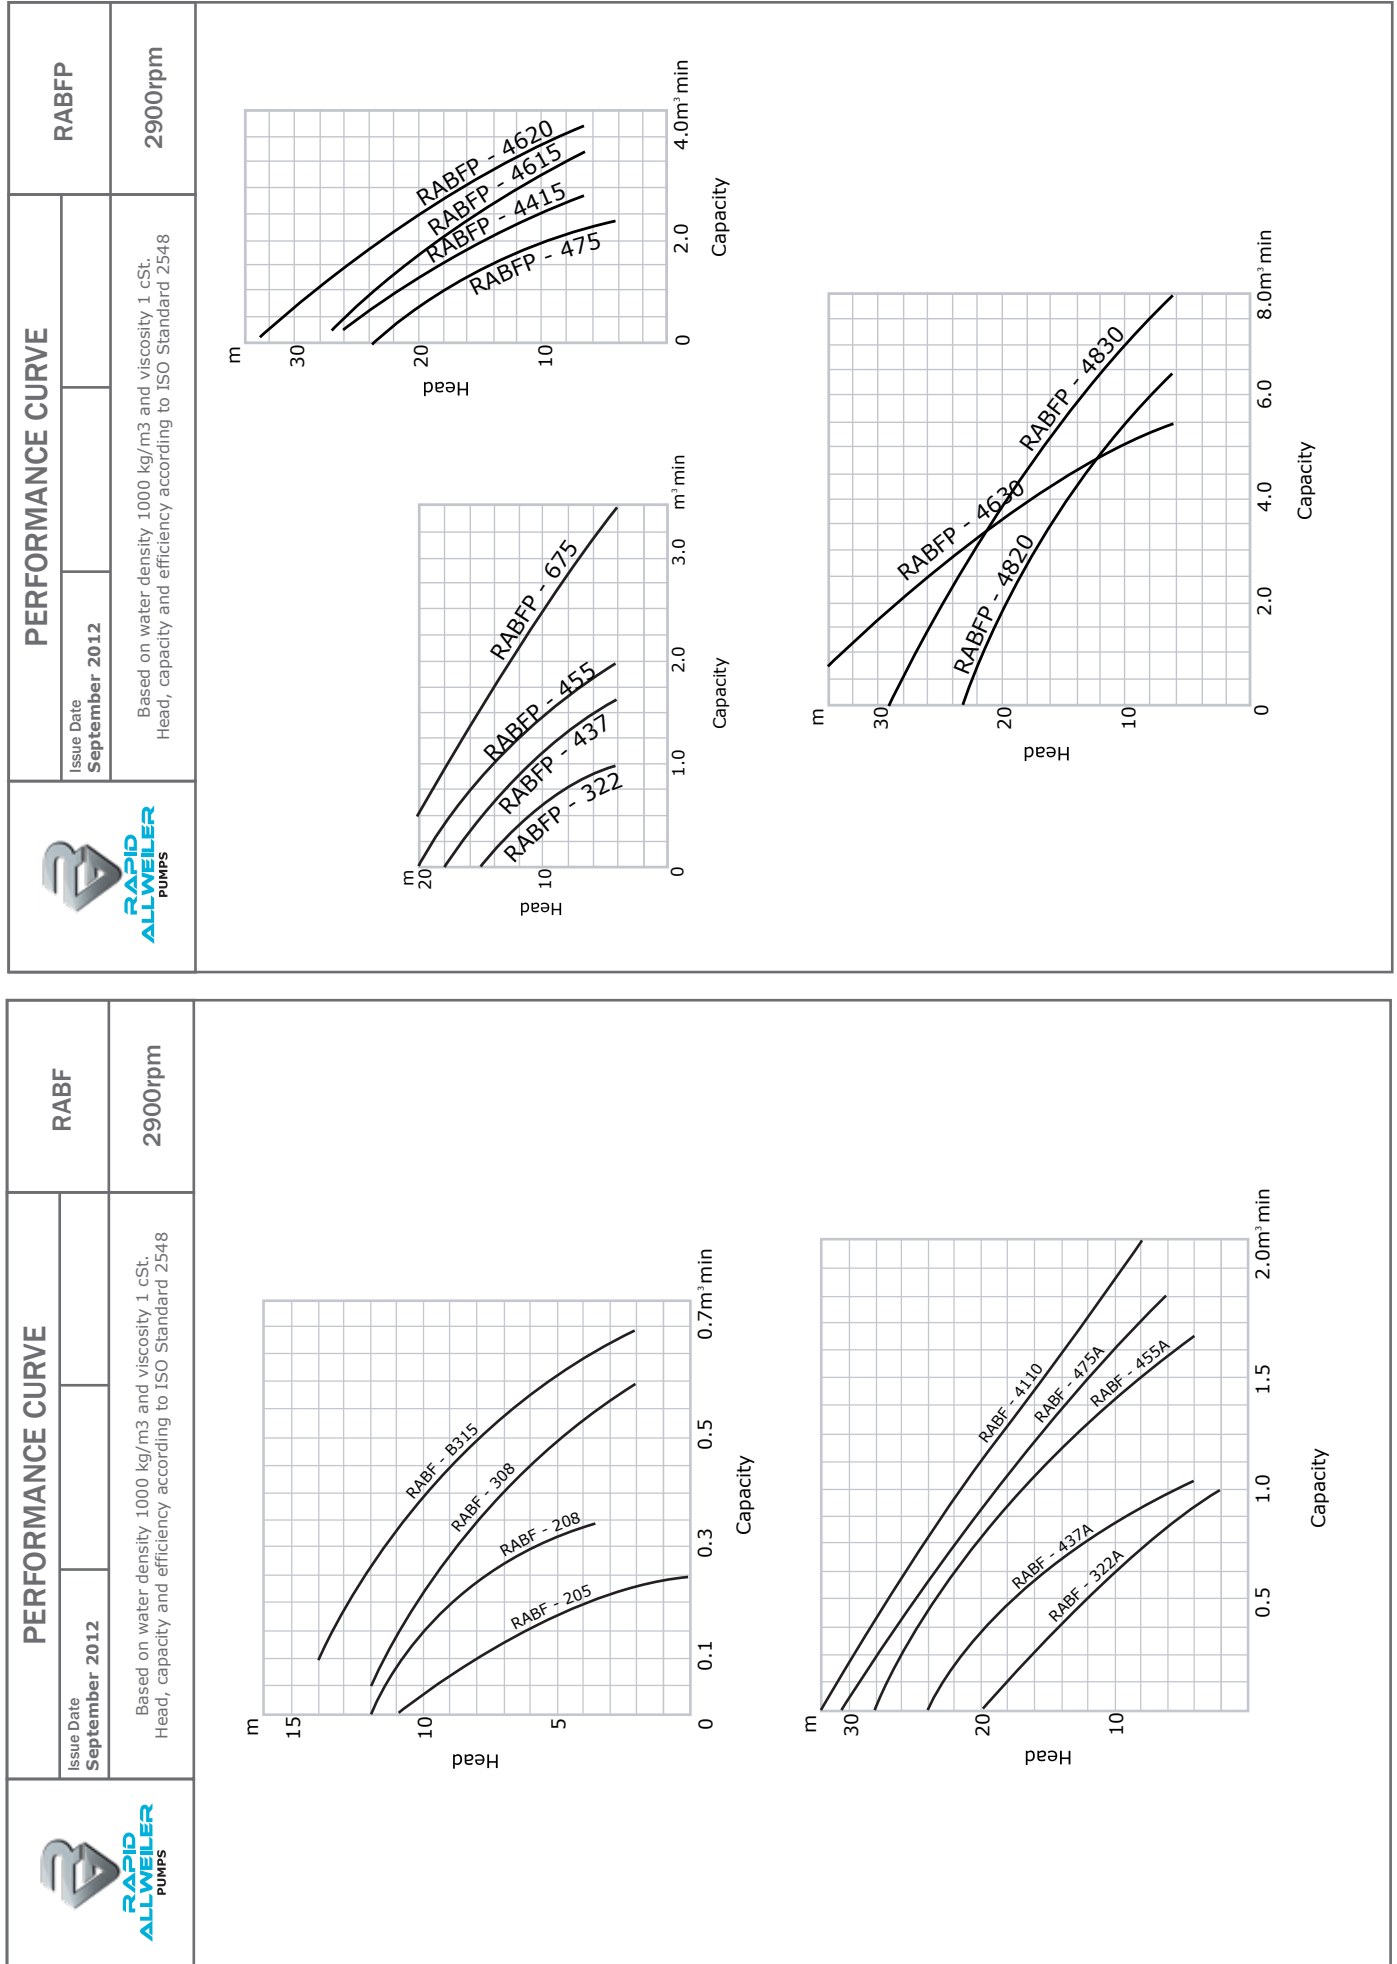 RAPID
ALLWEILER
PUMPS
PERFORMANCE CURVE
RABFP
Issue Date
September 2012
Based on water density 1000 kg/m3 and viscosity 1 cSt.
Head, capacity and efficiency according to ISO Standard 2548
2900rpm
m
20
10
Head
0
1.0
2.0
3.0
m³ min
Capacity
RABFP - 675
RABFP - 455
RABFP - 437
RABFP - 322
m
30
20
10
Head
0
2.0
4.0m³ min
Capacity
RABFP - 4620
RABFP - 4615
RABFP - 4415
RABFP - 475
m
30
20
10
Head
0
2.0
4.0
6.0
8.0m³ min
Capacity
RABFP - 4630
RABFP - 4830
RABFP - 4820
RAPID
ALLWEILER
PUMPS
PERFORMANCE CURVE
RABF
Issue Date
September 2012
Based on water density 1000 kg/m3 and viscosity 1 cSt.
Head, capacity and efficiency according to ISO Standard 2548
2900rpm
m
15
10
5
Head
0
0.1
0.3
0.5
0.7m³ min
Capacity
RABF - B315
RABF - 308
RABF - 208
RABF - 205
m
30
20
10
Head
0.5
1.0
1.5
2.0m³ min
Capacity
RABF - 4110
RABF - 475A
RABF - 455A
RABF - 437A
RABF - 322A